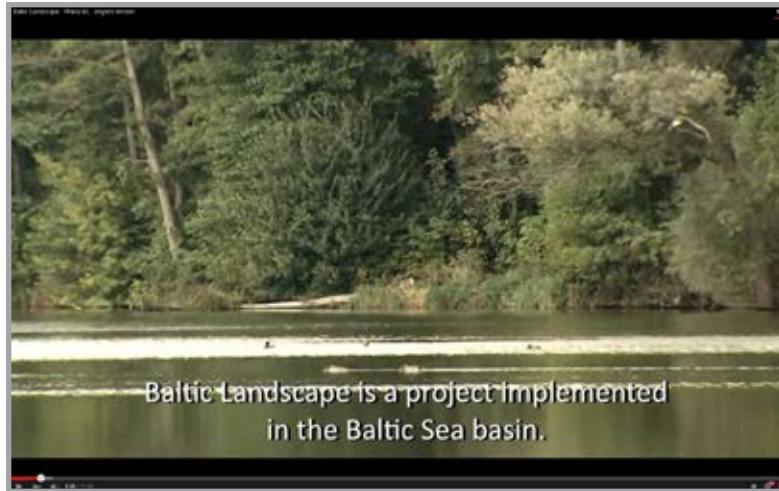 Baltic Landscape is a project implemented
in the Baltic Sea basin.